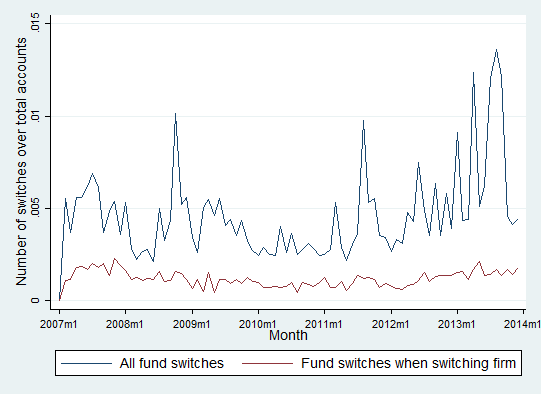 Number of switches over total accounts
.015
.01
.005
0
2007m1 2008m1 2009m1 2010m1 2011m1 2012m1 2013m1 2014m1
Month
All fund switches Fund switches when switching firm